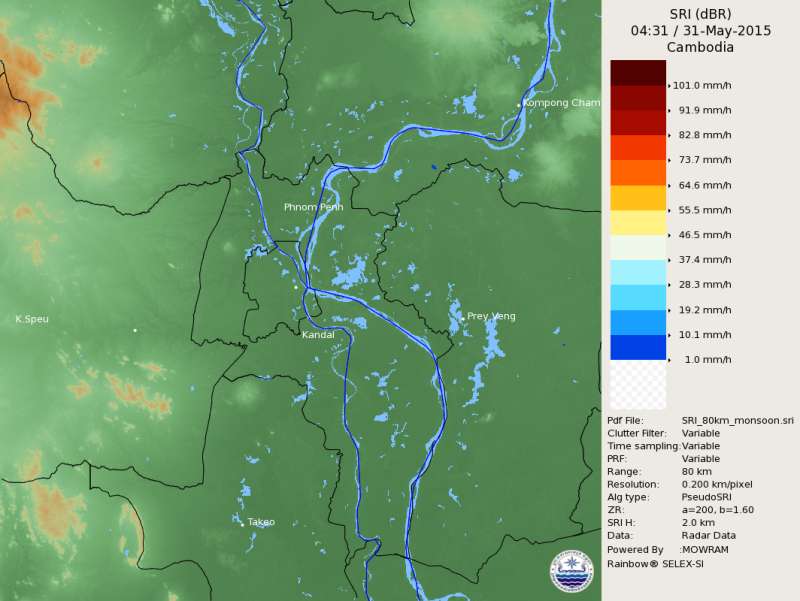 SRI (dBR)
04:31 / 31-May-2015
Cambodia
101.0 mm/h
91.9 mm/h
82.8 mm/h
73.7 mm/h
64.6 mm/h
55.5 mm/h
46.5 mm/h
37.4 mm/h
28.3 mm/h
19.2 mm/h
10.1 mm/h
1.0 mm/h
Pdf File: SRI_80km_monsoon.sri
Clutter Filter: Variable
Time sampling: Variable
PRF: Variable
Range: 80 km
Resolution: 0.200 km/pixel
Alg type: PseudoSRI
ZR: a=200, b=1.60
SRI H: 2.0 km
Data: Radar Data
Powered By :MOWRAM
Rainbow® SELEX-SI
Kompong Cham
Phnom Penh
K.Speu
Prey Veng
Kandal
Takeo